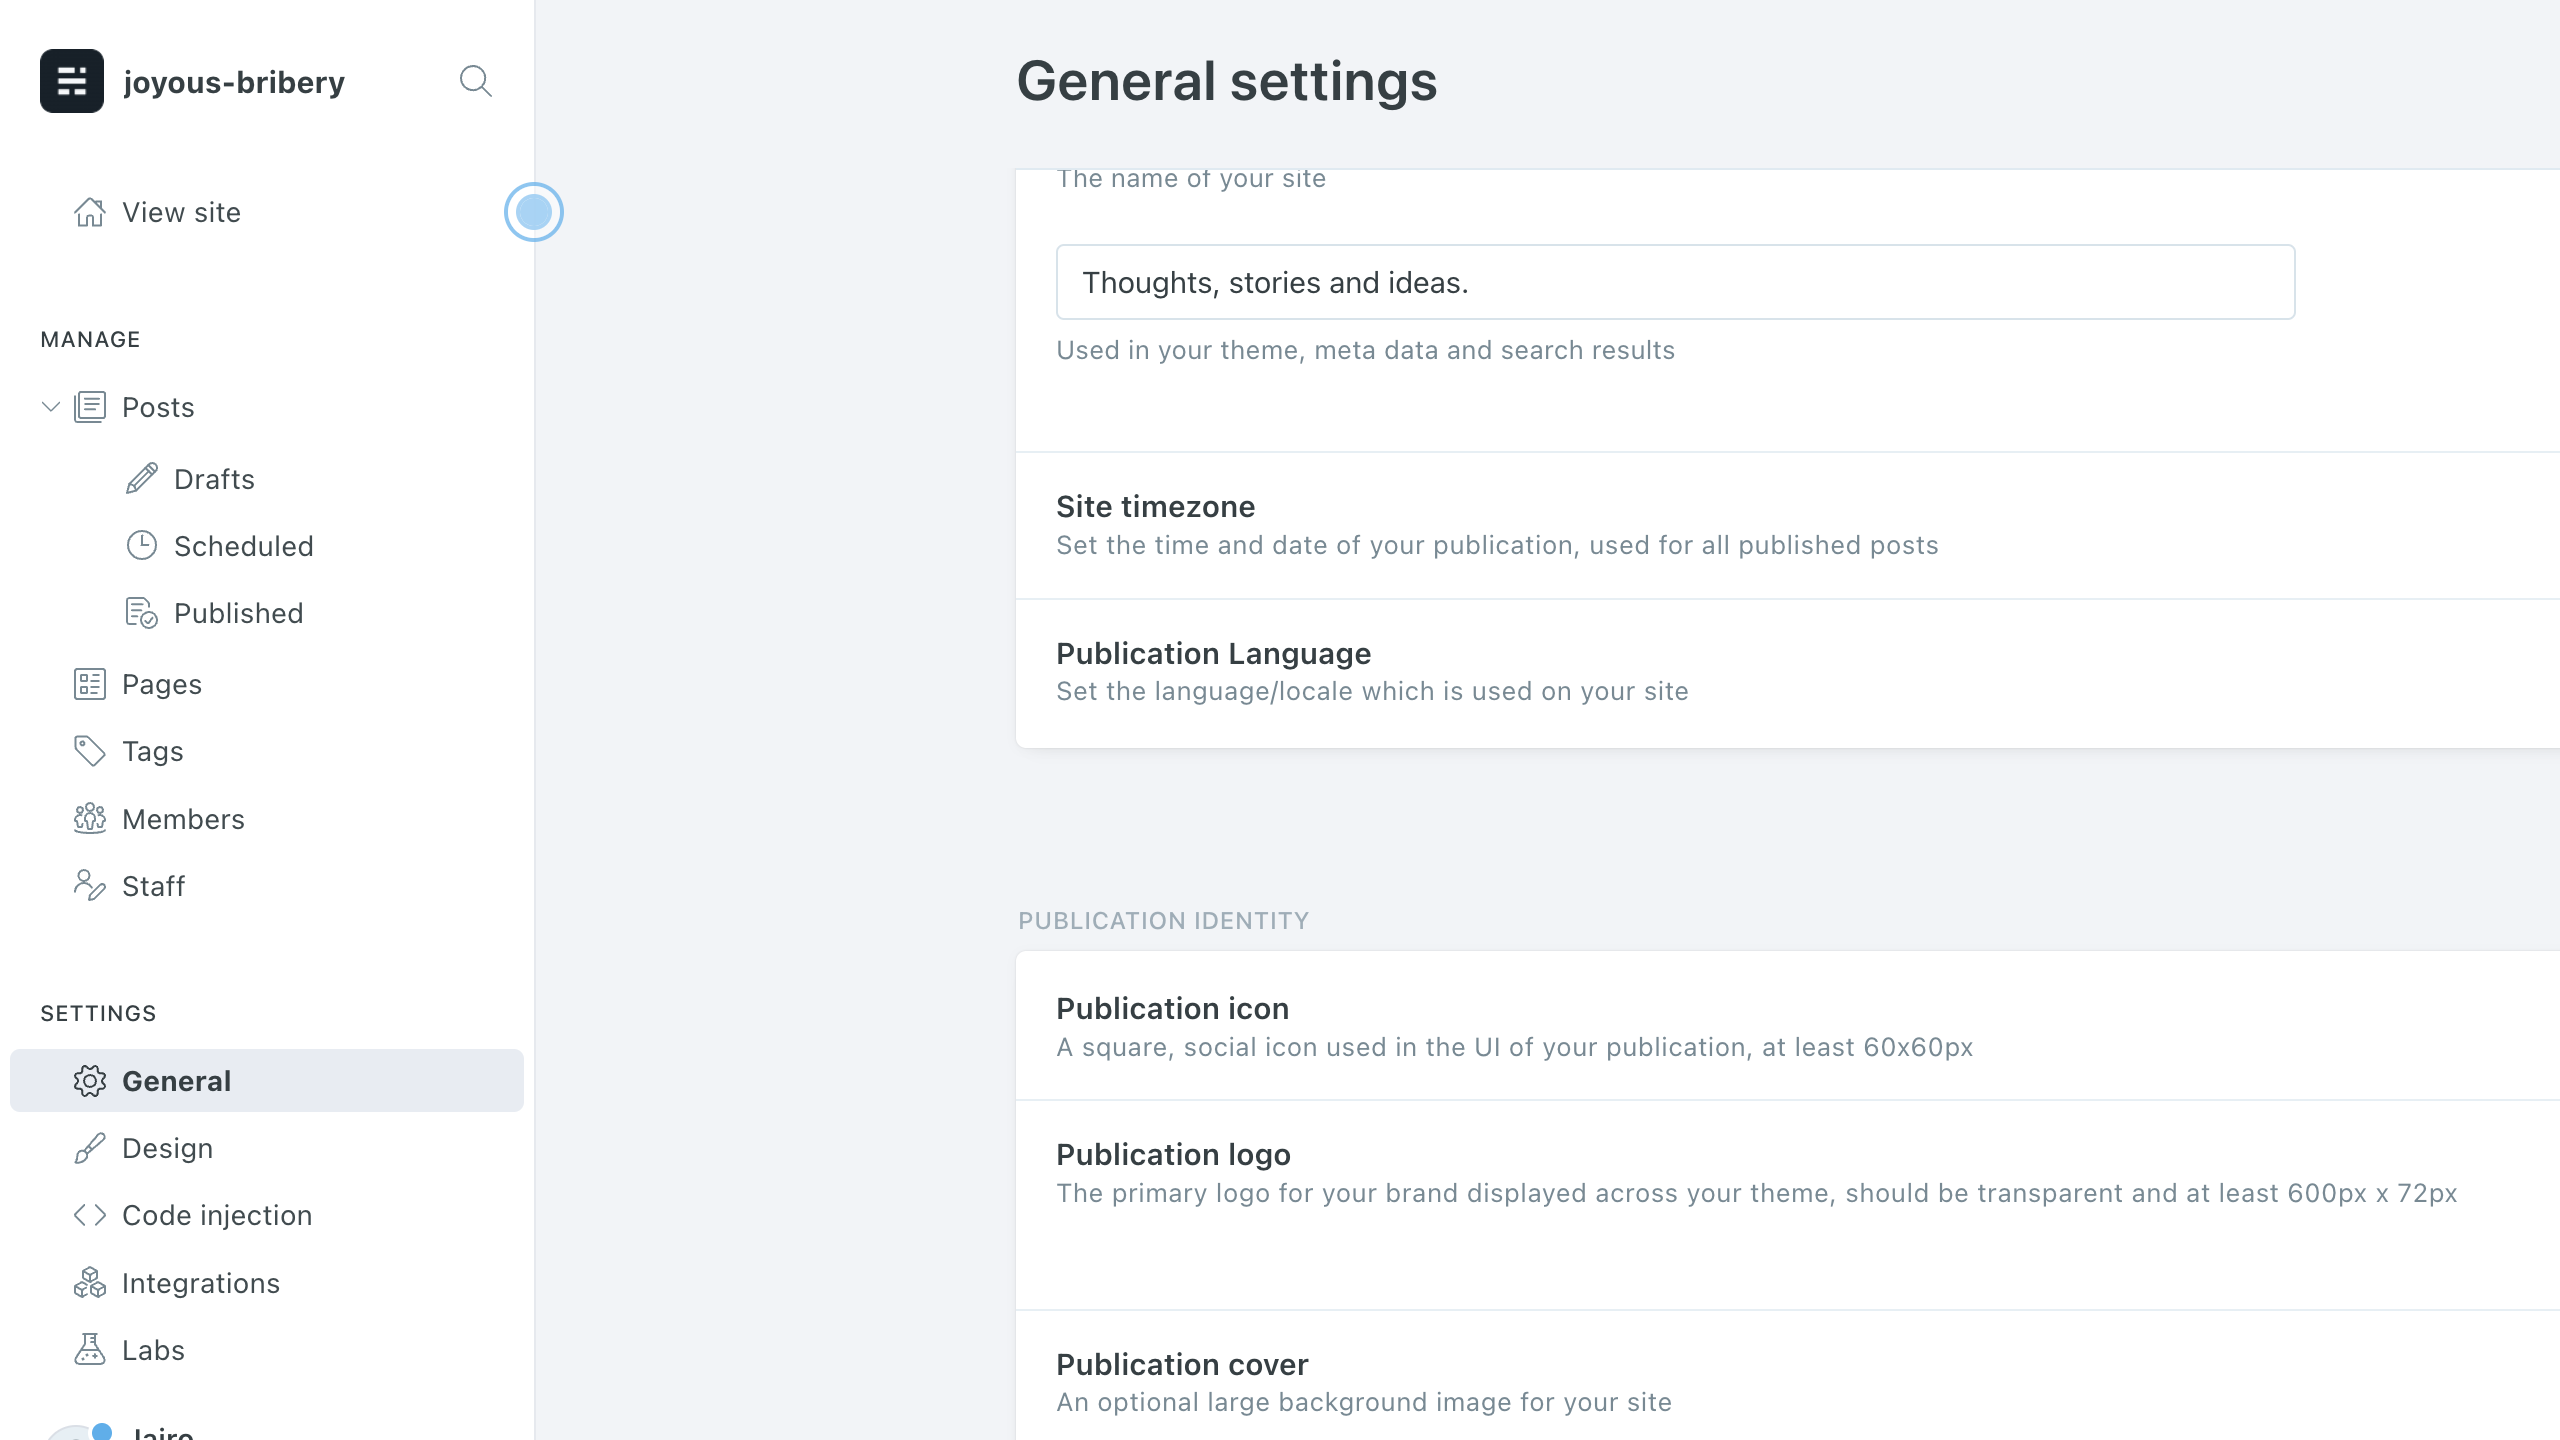 joyous-bribery
View site
MANAGE
Posts
Drafts
Scheduled
Published
Pages
Tags
Members
Staff
SETTINGS
General
Design
Code injection
Integrations
Labs
Jairo
General settings
The name of your site
Thoughts, stories and ideas.
Used in your theme, meta data and search results
Site timezone
Set the time and date of your publication, used for all published posts
Publication Language
Set the language/locale which is used on your site
PUBLICATION IDENTITY
Publication icon
A square, social icon used in the UI of your publication, at least 60x60px
Publication logo
The primary logo for your brand displayed across your theme, should be transparent and at least 600px x 72px
Publication cover
An optional large background image for your site